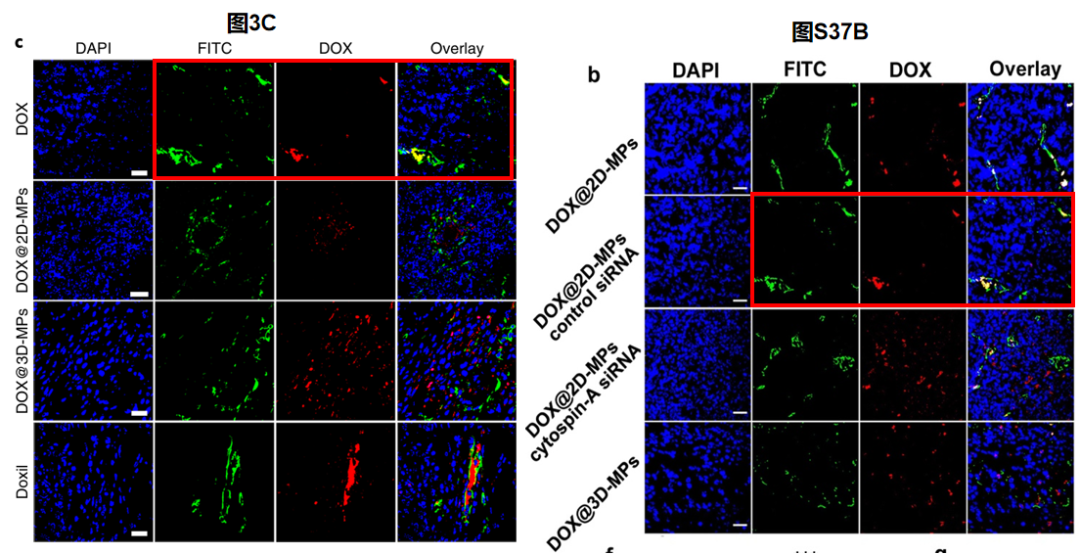 图3C
c
DAPI FITC DOX Overlay
DOX
DOX@2D-MPs
DOX@3D-MPs
Doxil
图S37B
b
DAPI FITC DOX Overlay
DOX@2D-MPs
DOX@2D-MPs
control siRNA
DOX@2D-MPs
cytospin-A siRNA
DOX@3D-MPs